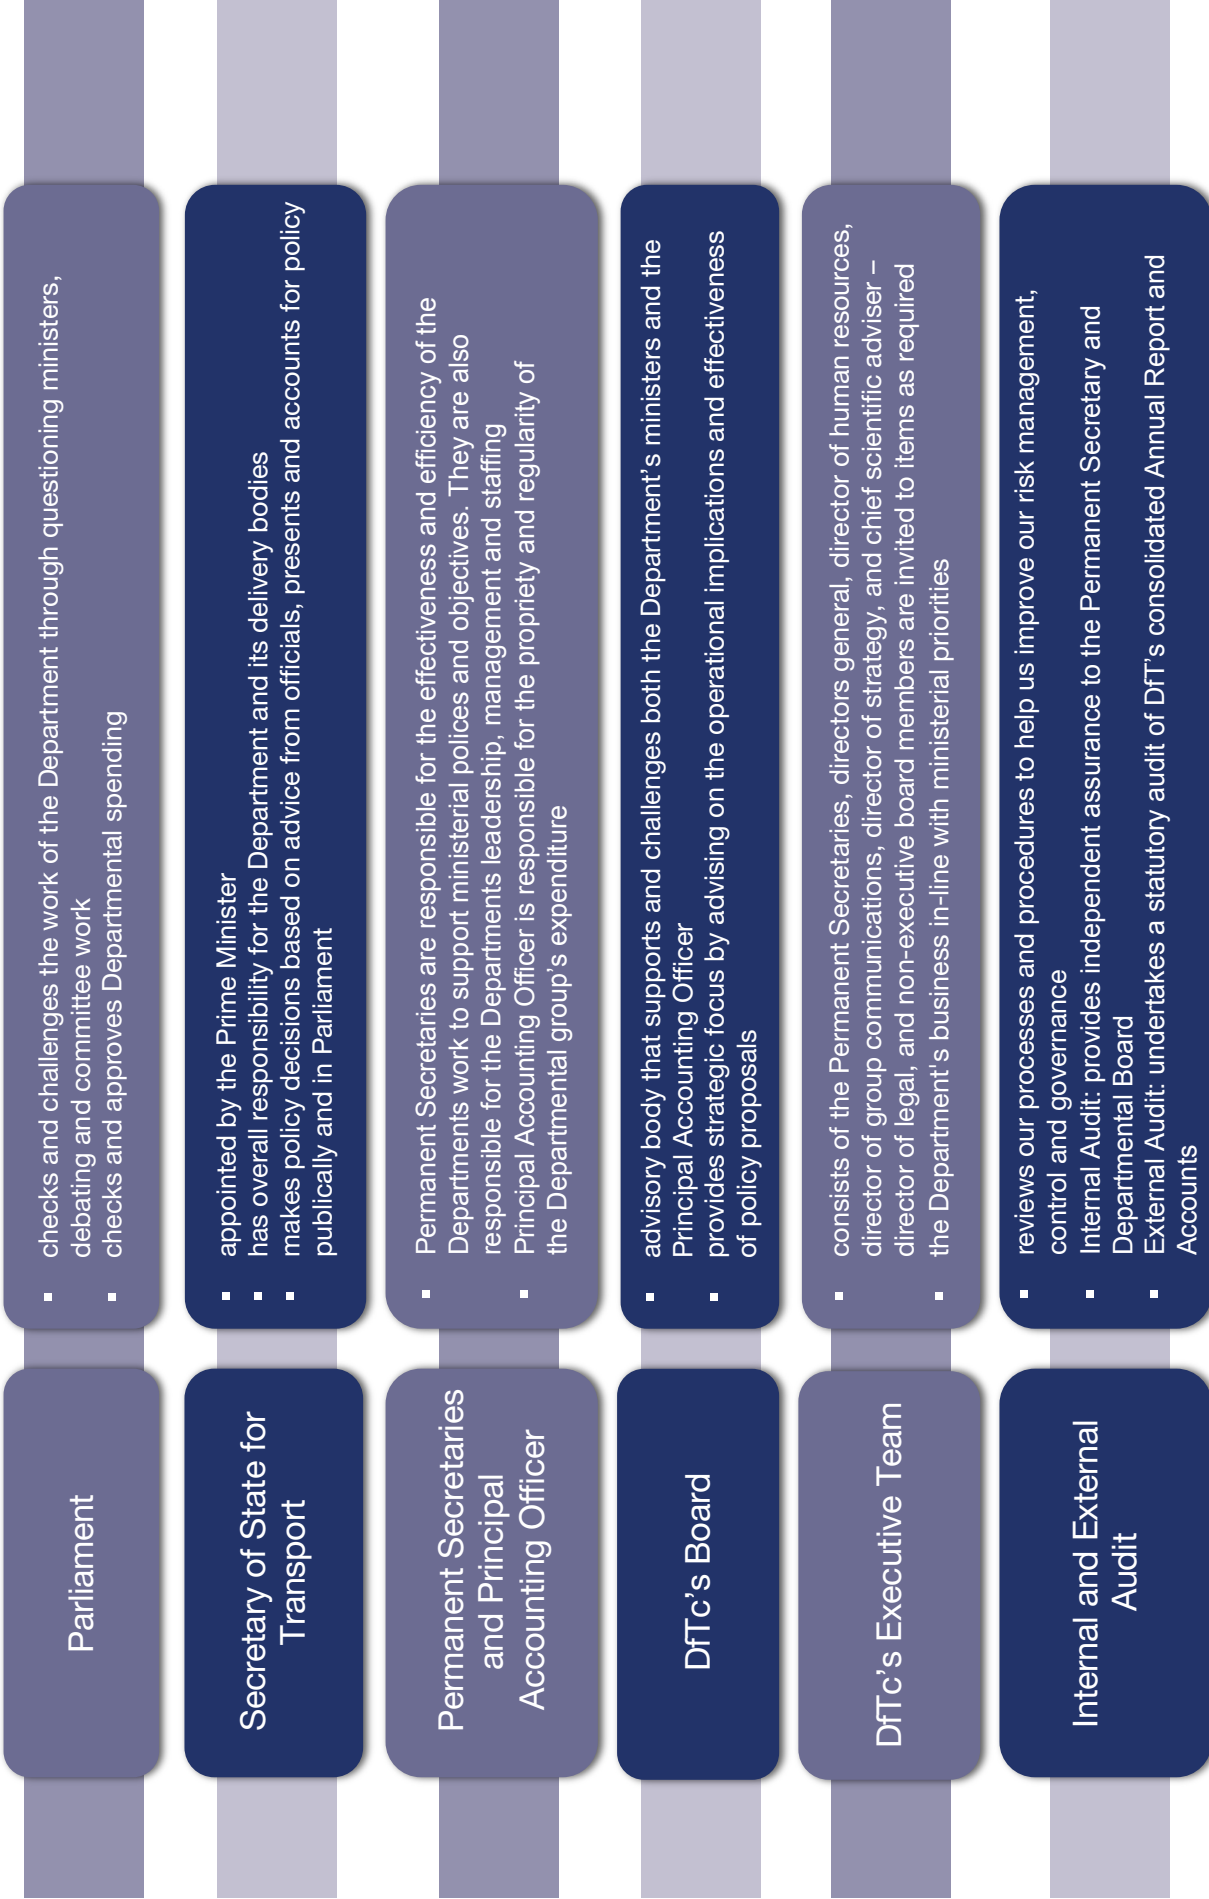 Parliament
checks and challenges the work of the Department through questioning ministers,
debating and committee work
checks and approves Departmental spending
Secretary of State for
Transport
appointed by the Prime Minister
has overall responsibility for the Department and its delivery bodies
makes policy decisions based on advice from officials, presents and accounts for policy
publically and in Parliament
Permanent Secretaries
and Principal
Accounting Officer
Permanent Secretaries are responsible for the effectiveness and efficiency of the
Departments work to support ministerial polices and objectives. They are also
responsible for the Departments leadership, management and staffing
Principal Accounting Officer is responsible for the propriety and regularity of
the Departmental group's expenditure
DfTc's Board
advisory body that supports and challenges both the Department's ministers and the
Principal Accounting Officer
provides strategic focus by advising on the operational implications and effectiveness
of policy proposals
DfTc's Executive Team
consists of the Permanent Secretaries, directors general, director of human resources,
director of group communications, director of strategy, and chief scientific adviser –
director of legal, and non-executive board members are invited to items as required
the Department's business in-line with ministerial priorities
Internal and External
Audit
reviews our processes and procedures to help us improve our risk management,
control and governance
Internal Audit: provides independent assurance to the Permanent Secretary and
Departmental Board
External Audit: undertakes a statutory audit of DfT's consolidated Annual Report and
Accounts